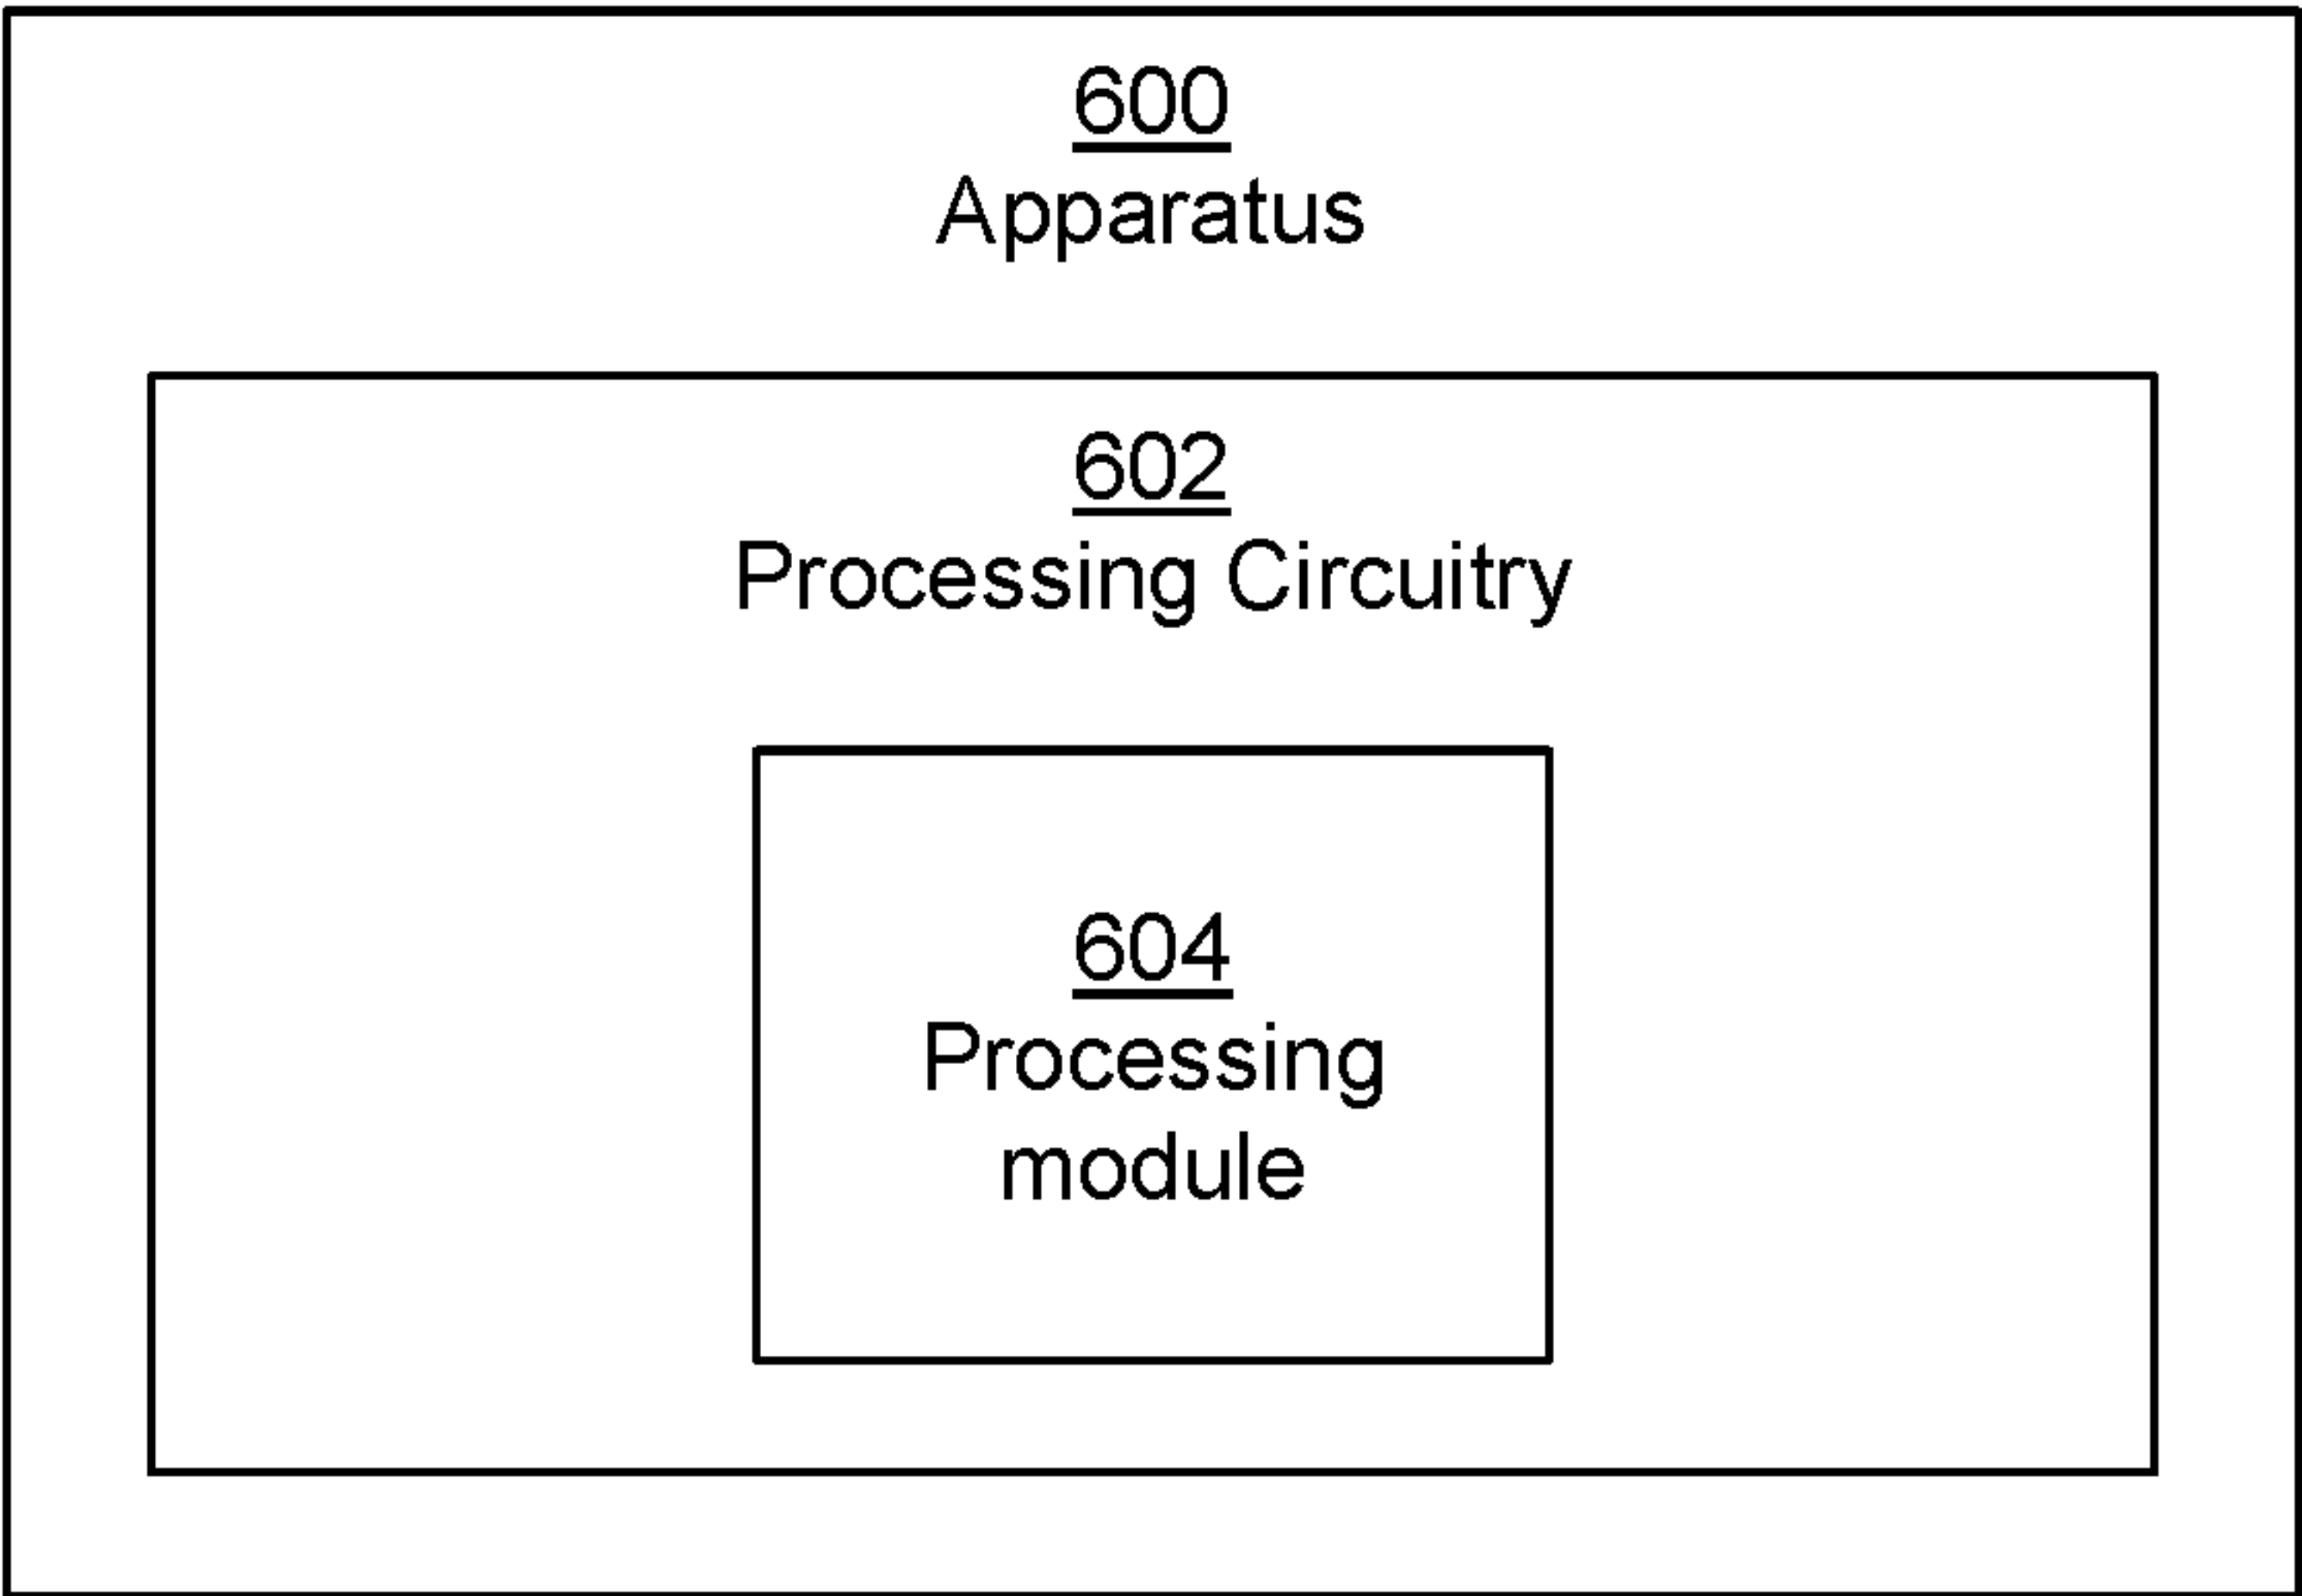 600
Apparatus
602
Processing Circuitry
604
Processing
module